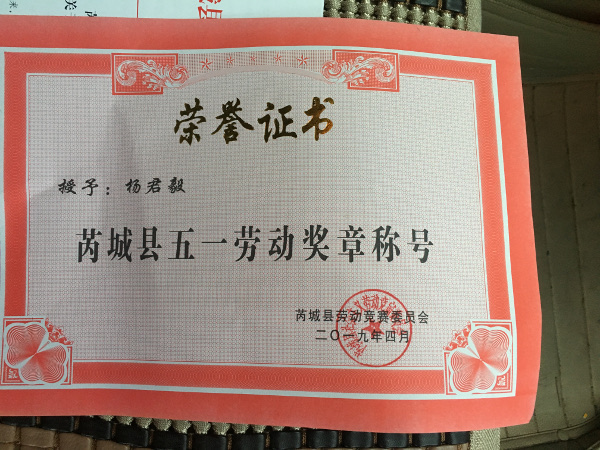 荣誉证书
授予：杨君毅
芮城县五一劳动奖章称号
芮城县劳动竞赛委员会
二〇一九年四月